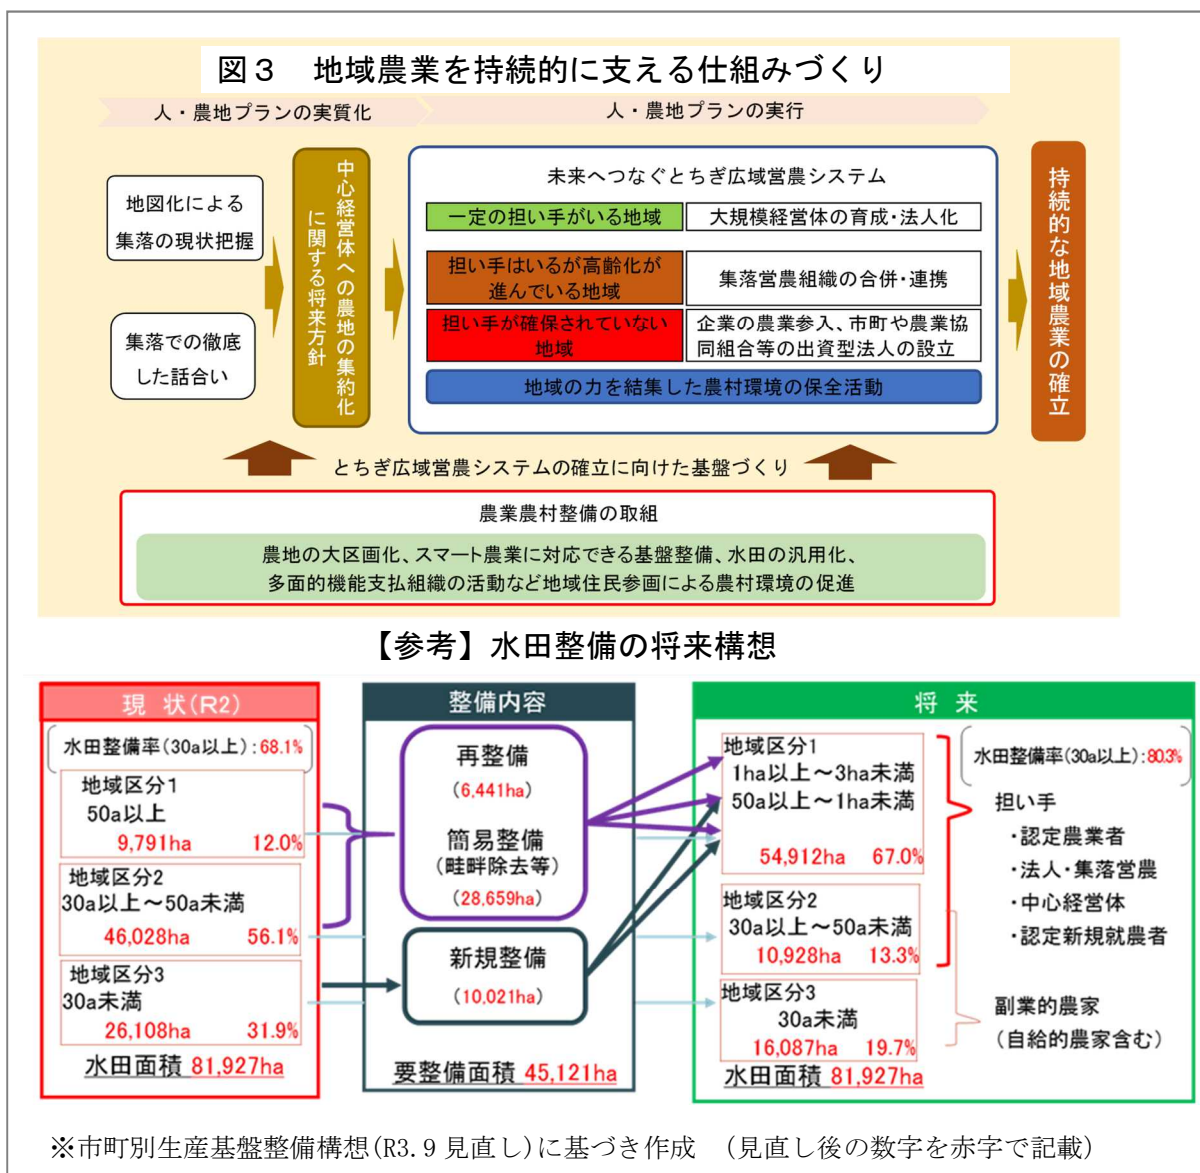 図３　地域農業を持続的に支える仕組みづくり
人・農地プランの実質化
人・農地プランの実行
地図化による
集落の現状把握
集落での徹底
した話合い
中心経営体への農地の集約化
に関する将来方針
未来へつなぐとちぎ広域営農システム
一定の担い手がいる地域
大規模経営体の育成・法人化
担い手はいるが高齢化が
進んでいる地域
集落営農組織の合併・連携
担い手が確保されていない
地域
企業の農業参入、市町や農業協
同組合等の出資型法人の設立
地域の力を結集した農村環境の保全活動
持続的な地域農業の確立
とちぎ広域営農システムの確立に向けた基盤づくり
農業農村整備の取組
農地の大区画化、スマート農業に対応できる基盤整備、水田の汎用化、
多面的機能支払組織の活動など地域住民参画による農村環境の促進
【参考】水田整備の将来構想
現 状(R2)
水田整備率(30a以上):68.1%
地域区分1
50a以上
9,791ha 12.0%
地域区分2
30a以上～50a未満
46,028ha 56.1%
地域区分3
30a未満
26,108ha 31.9%
水田面積 81,927ha
整備内容
再整備
(6,441ha)
簡易整備
(畦畔除去等)
(28,659ha)
新規整備
(10,021ha)
要整備面積 45,121ha
将 来
地域区分1
1ha以上～3ha未満
50a以上～1ha未満
54,912ha 67.0%
地域区分2
30a以上～50a未満
10,928ha 13.3%
地域区分3
30a未満
16,087ha 19.7%
水田面積 81,927ha
水田整備率(30a以上):80.3%
担い手
・認定農業者
・法人・集落営農
・中心経営体
・認定新規就農者
副業的農家
(自給的農家含む)
※市町別生産基盤整備構想(R3.9 見直し)に基づき作成　(見直し後の数字を赤字で記載)